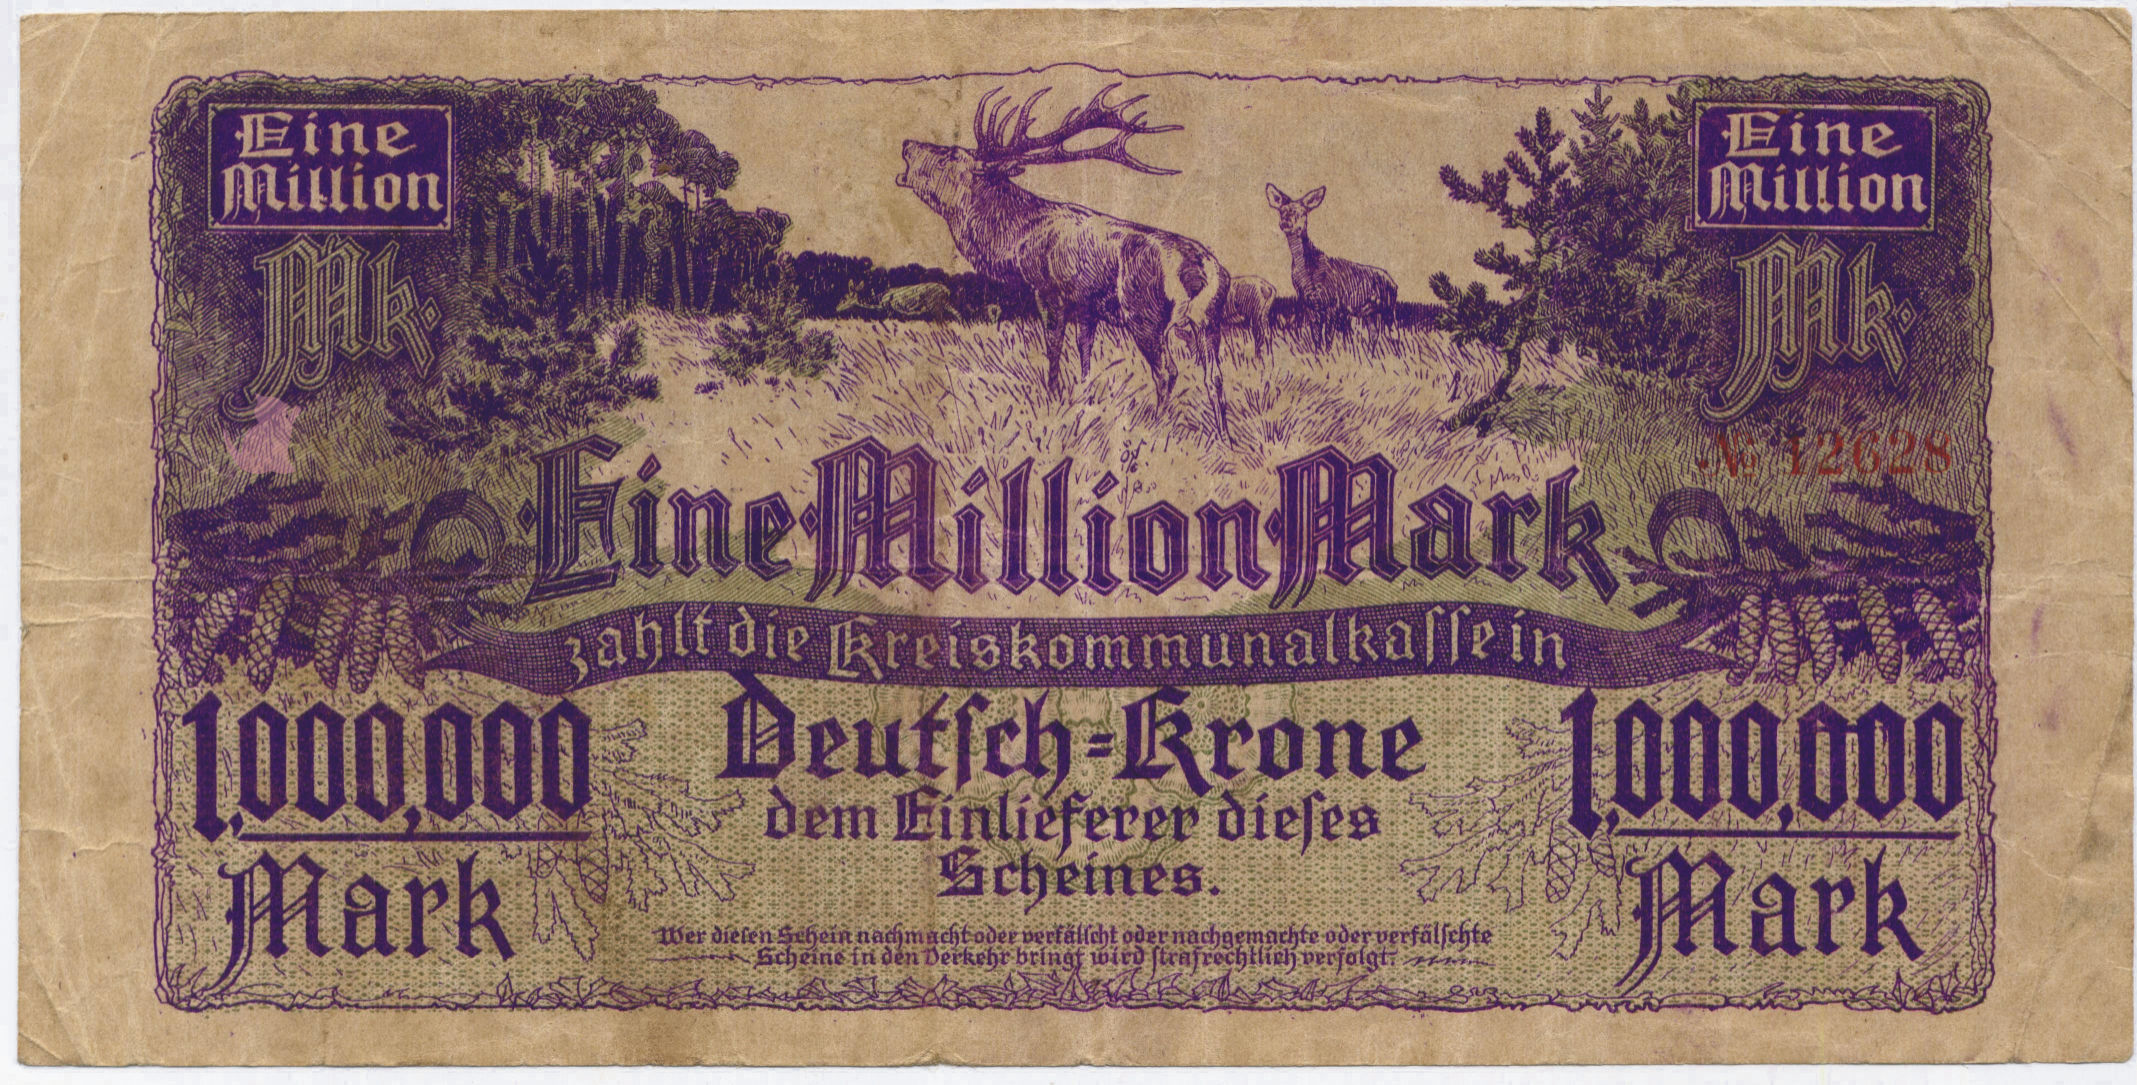 Eine
Million
Mk.
Eine
Million
Mk.
№ 12628
Eine Million Mark
zahlt die Kreiskommunalkaſſe in
Deutſch=Krone
dem Einlieferer dieſes
Scheines.
1,000,000
Mark
1,000,000
Mark
Wer dieſen Schein nachmacht oder verfälſcht oder nachgemachte oder verfälſchte
Scheine in den Verkehr bringt wird ſtrafrechtlich verfolgt.